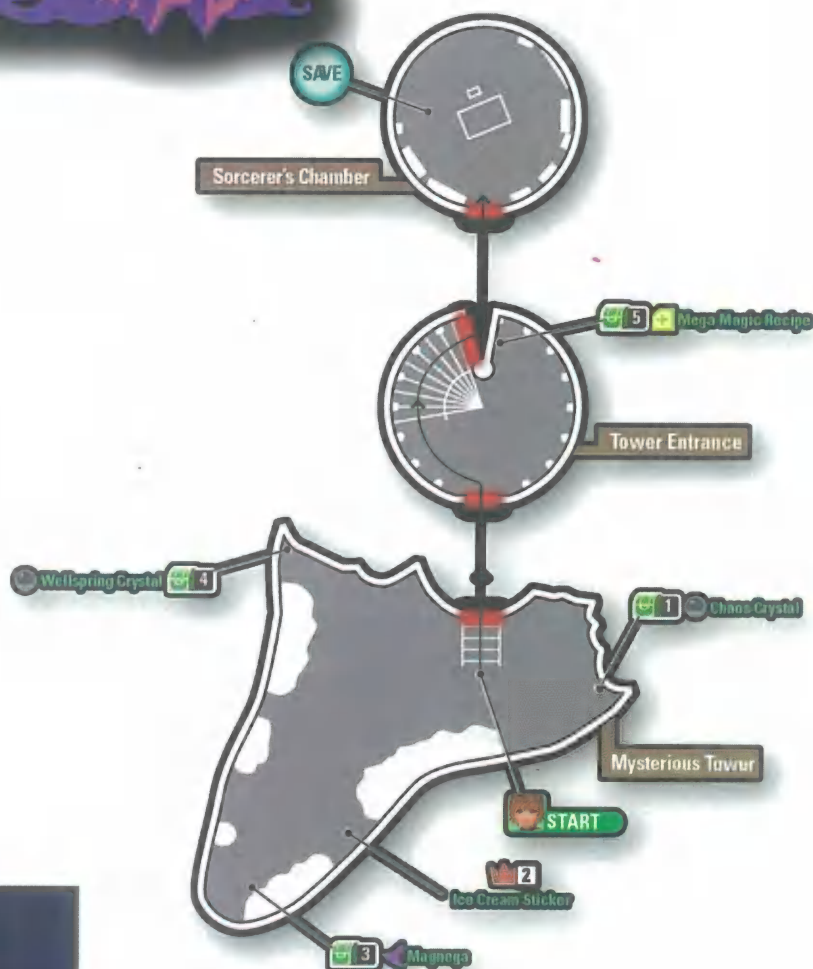 SAVE
Sorcerer's Chamber
5 Mega Magic Recipe
Tower Entrance
Wellspring Crystal 4
1 Chaos Crystal
Mysterious Tower
START
2
Ice Cream Sticker
3 Magnega